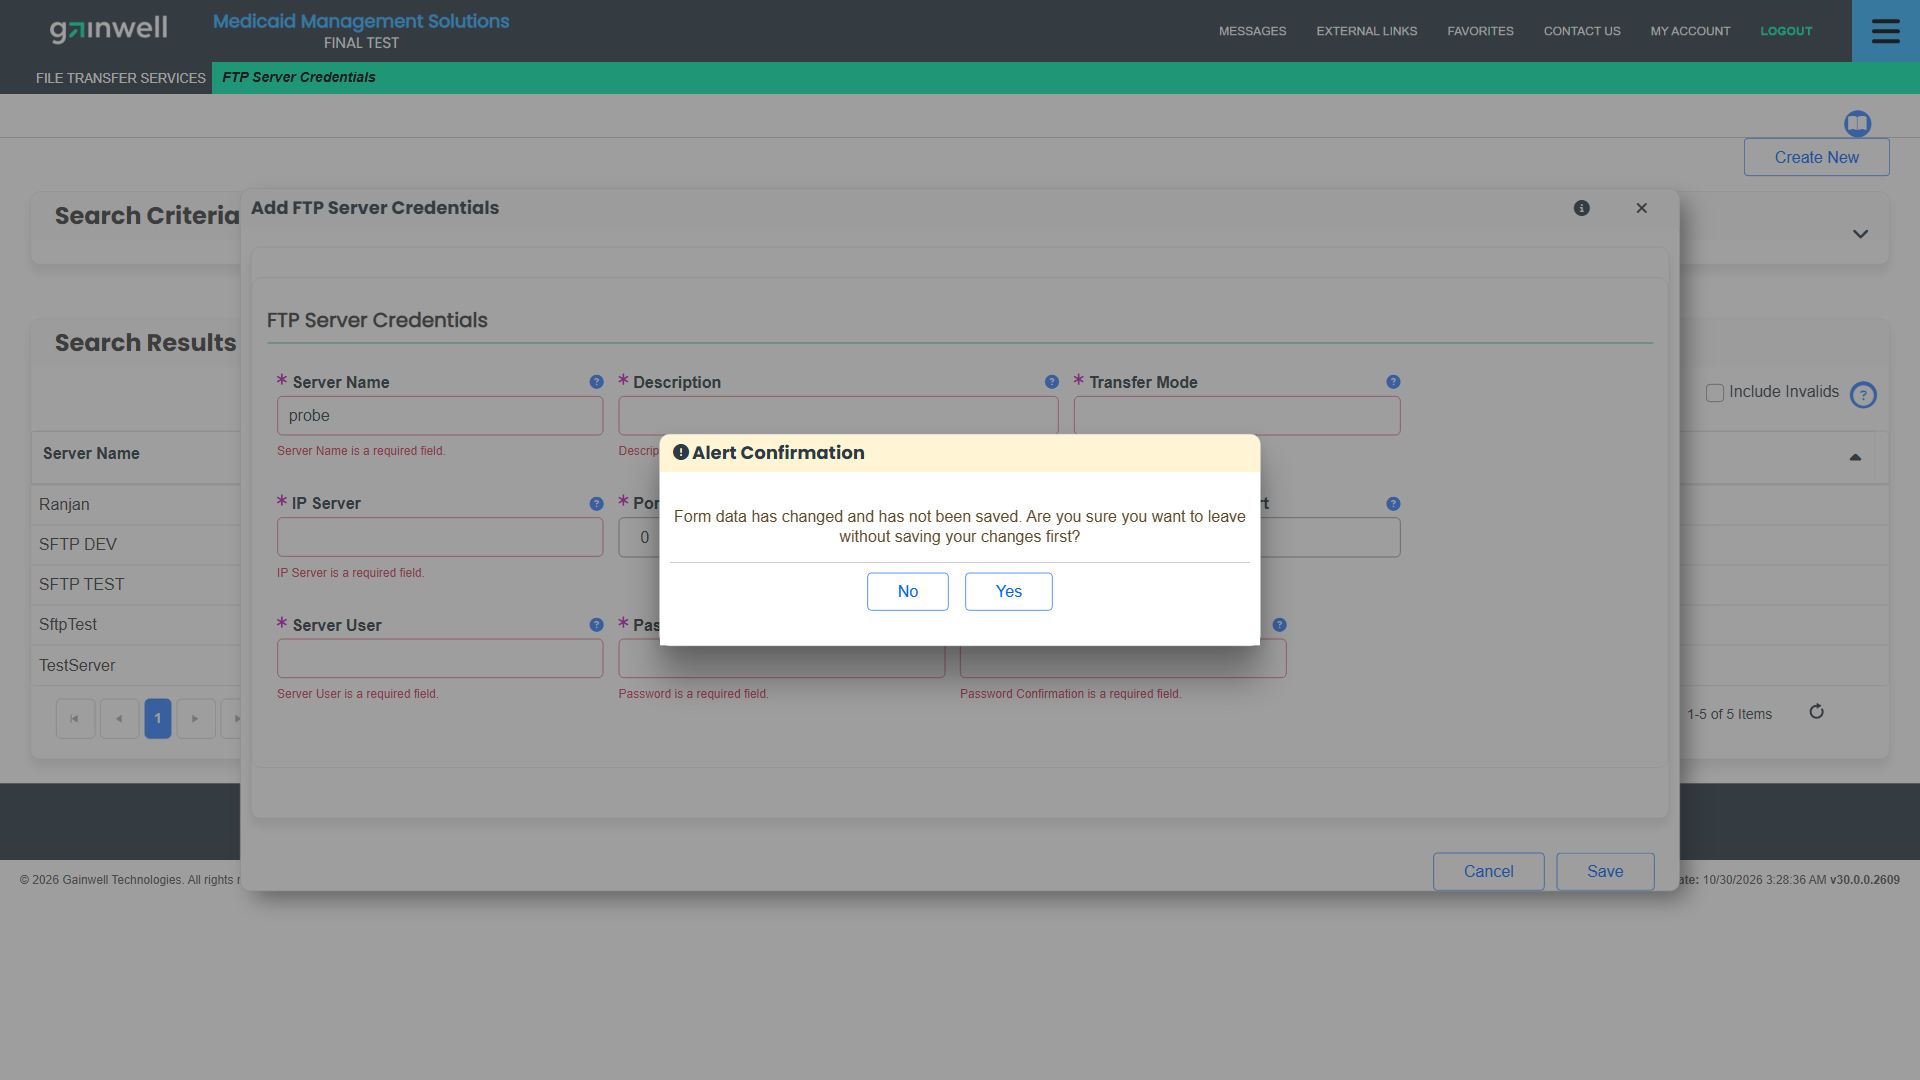 gainwell
Medicaid Management Solutions
FINAL TEST
MESSAGES
EXTERNAL LINKS
FAVORITES
CONTACT US
MY ACCOUNT
LOGOUT
FILE TRANSFER SERVICES
FTP Server Credentials
Create New
Search Criteria
Add FTP Server Credentials
Search Results
FTP Server Credentials
* Server Name
* Description
* Transfer Mode
Include Invalids
probe
Server Name is a required field.
Server Name
Alert Confirmation
Form data has changed and has not been saved. Are you sure you want to leave
without saving your changes first?
No
Yes
* IP Server
0
IP Server is a required field.
* Server User
Server User is a required field.
Password is a required field.
Password Confirmation is a required field.
Ranjan
SFTP DEV
SFTP TEST
SftpTest
TestServer
1
1-5 of 5 Items
Cancel
Save
© 2026 Gainwell Technologies. All rights
10/30/2026 3:28:36 AM v30.0.0.2609